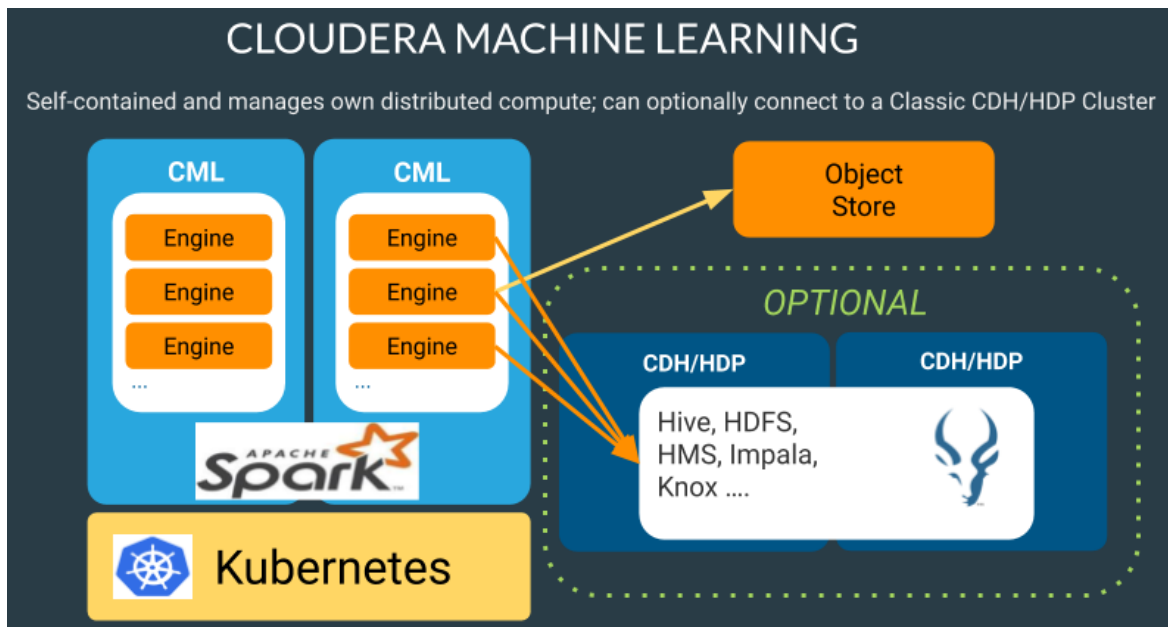 CLOUDERA MACHINE LEARNING
Self-contained and manages own distributed compute; can optionally connect to a Classic CDH/HDP Cluster
CML
Engine
Engine
Engine
...
CML
Engine
Engine
Engine
...
APACHE
Spark™
Kubernetes
Object
Store
OPTIONAL
CDH/HDP
CDH/HDP
Hive, HDFS,
HMS, Impala,
Knox ....